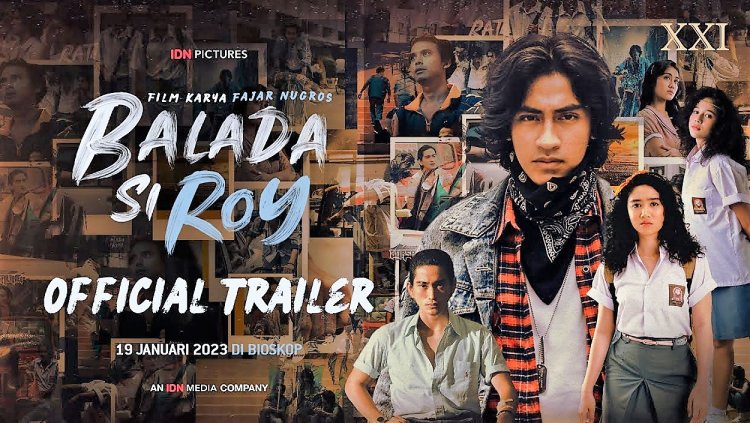 IDN PICTURES
XXI
FILM KARYA FAJAR NUGROS
BALADA
SI ROY
OFFICIAL TRAILER
19 JANUARI 2023 DI BIOSKOP
AN IDN MEDIA COMPANY